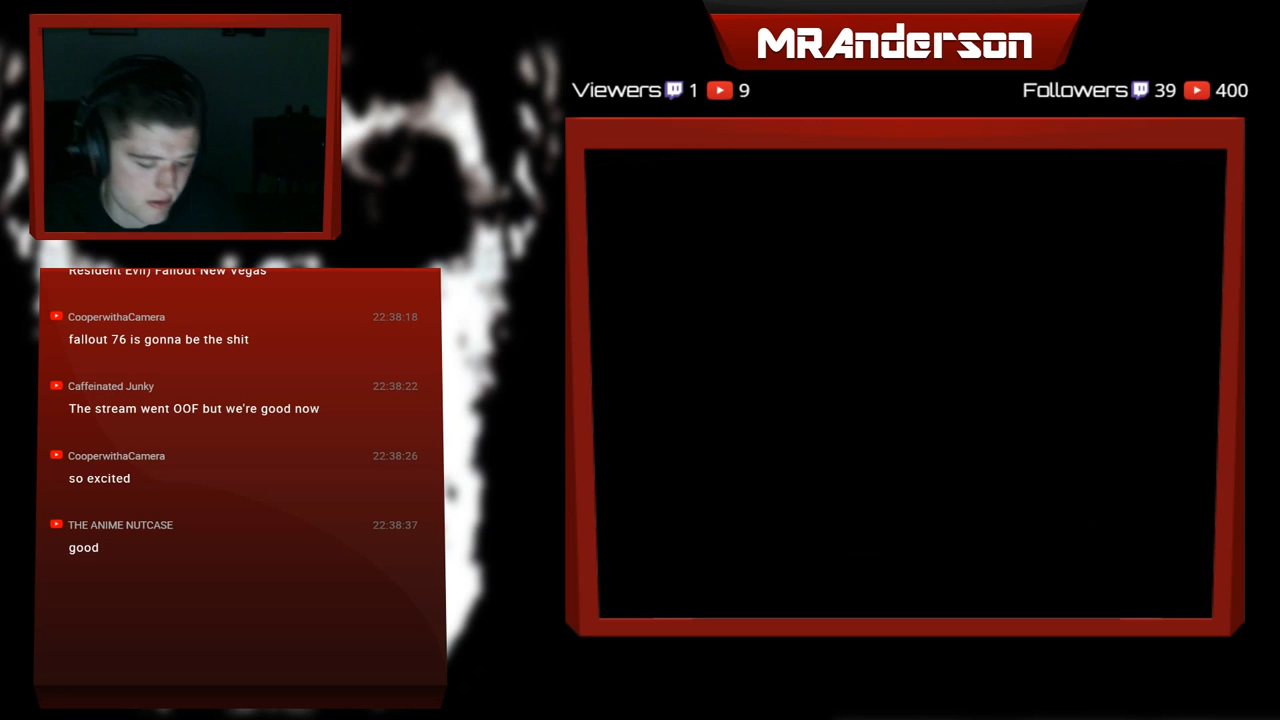 MRAnderson
Viewers 1 9
Followers 39 400
Resident Evil) Fallout New Vegas
CooperwithaCamera 22:38:18
fallout 76 is gonna be the shit
Caffeinated Junky 22:38:22
The stream went OOF but we're good now
CooperwithaCamera 22:38:26
so excited
THE ANIME NUTCASE 22:38:37
good